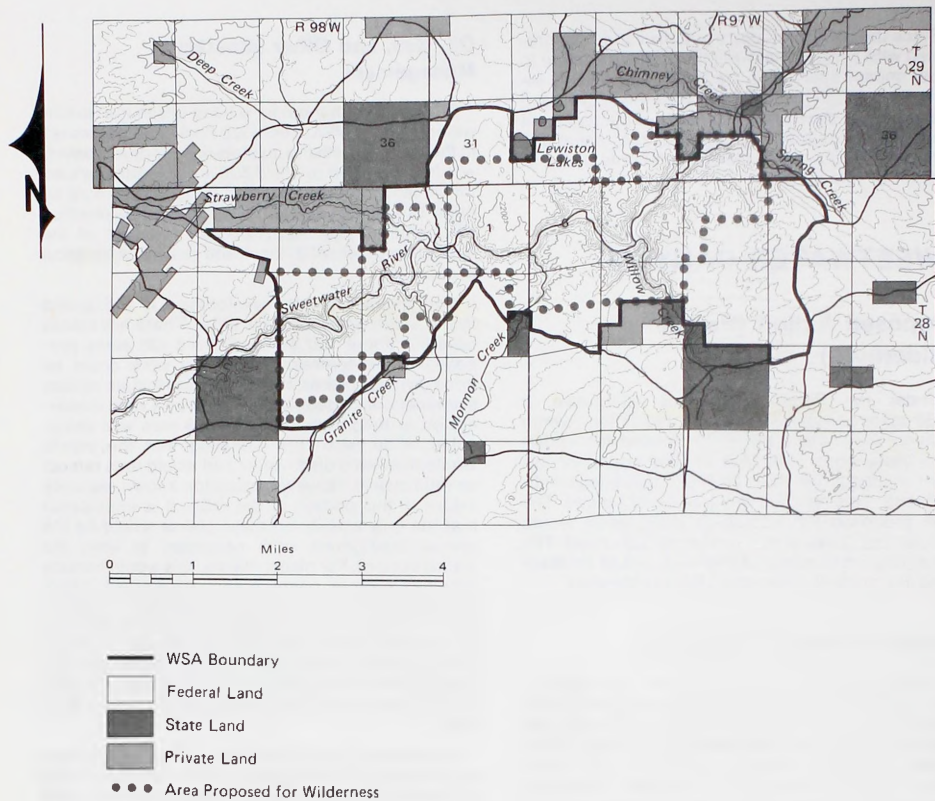 R 98W
R 97W
T
29
N
Deep Creek
Chimney
Creek
36
31
Lewiston
Lakes
36
Strawberry Creek
Spring Creek
1
6
River
Willow
Sweetwater
Creek
T
28
N
Creek
Mormon
Granite Creek
N
Miles
0 1 2 3 4
WSA Boundary
Federal Land
State Land
Private Land
Area Proposed for Wilderness